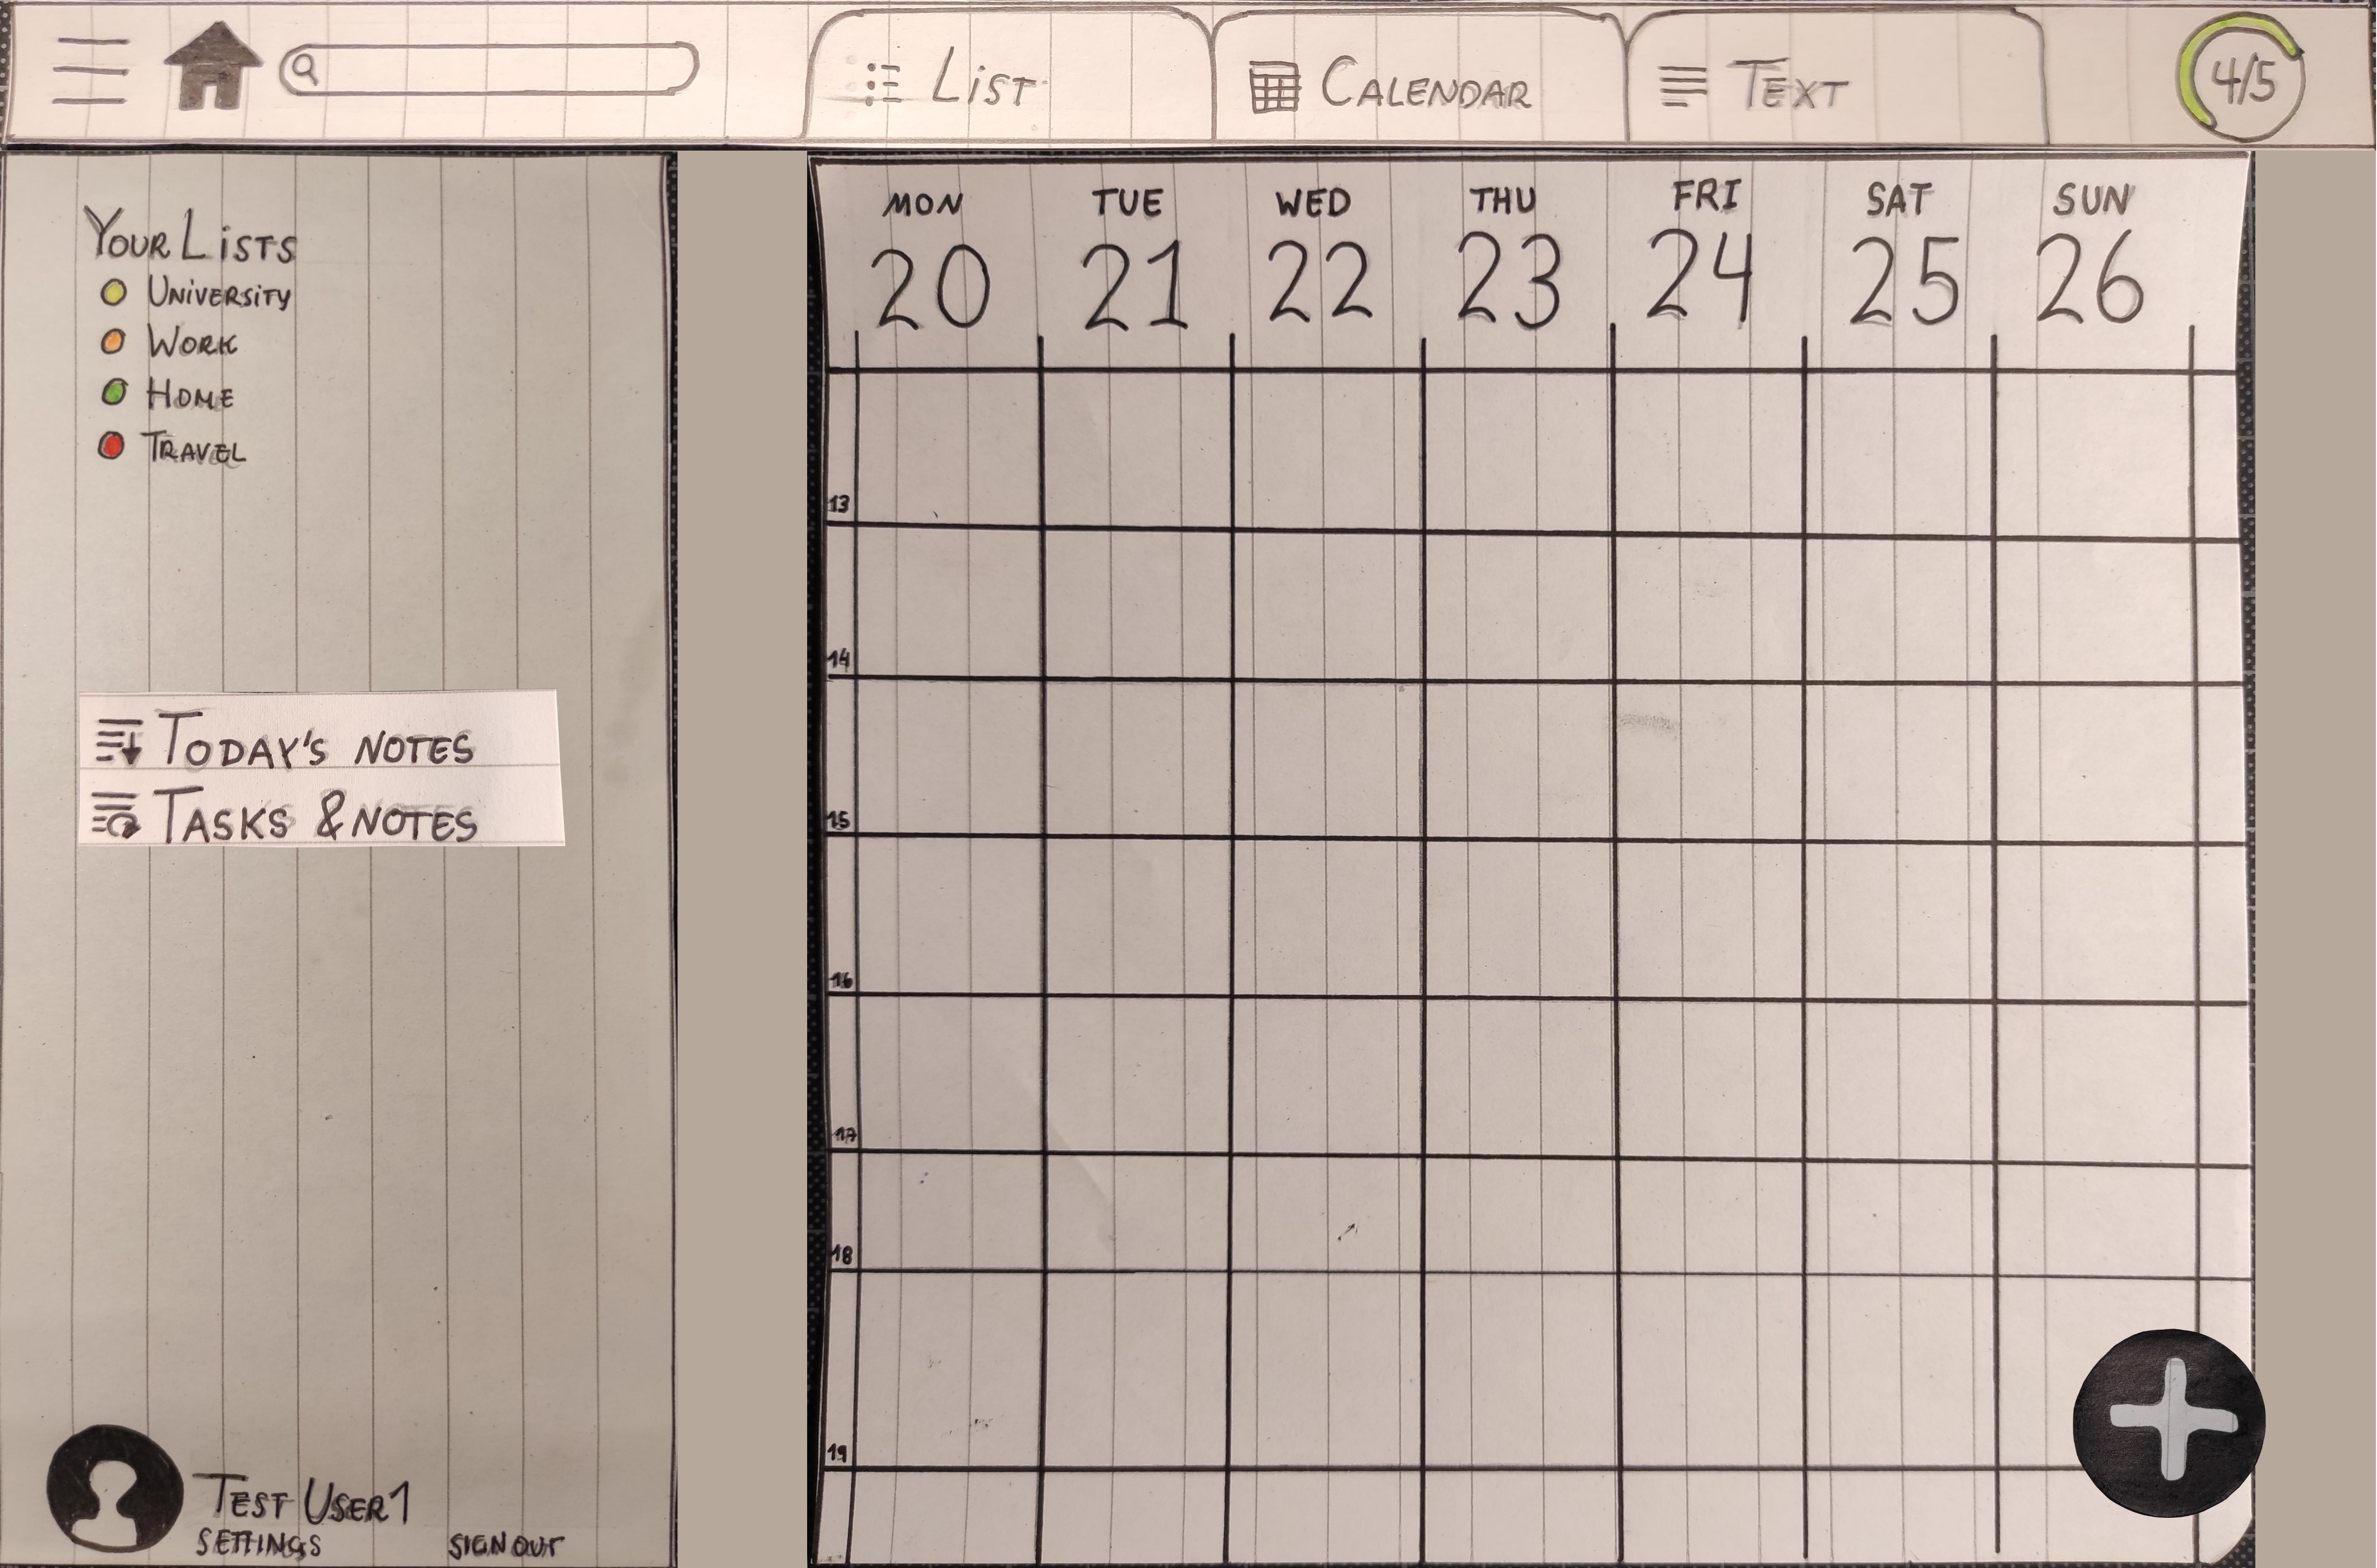 LIST
CALENDAR
TEXT
4/5
YOUR LISTS
UNIVERSITY
WORK
HOME
TRAVEL
TODAY'S NOTES
TASKS & NOTES
TEST USER1
SETTINGS SIGN OUT
MON TUE WED THU FRI SAT SUN
20 21 22 23 24 25 26
13
14
15
16
17
18
19